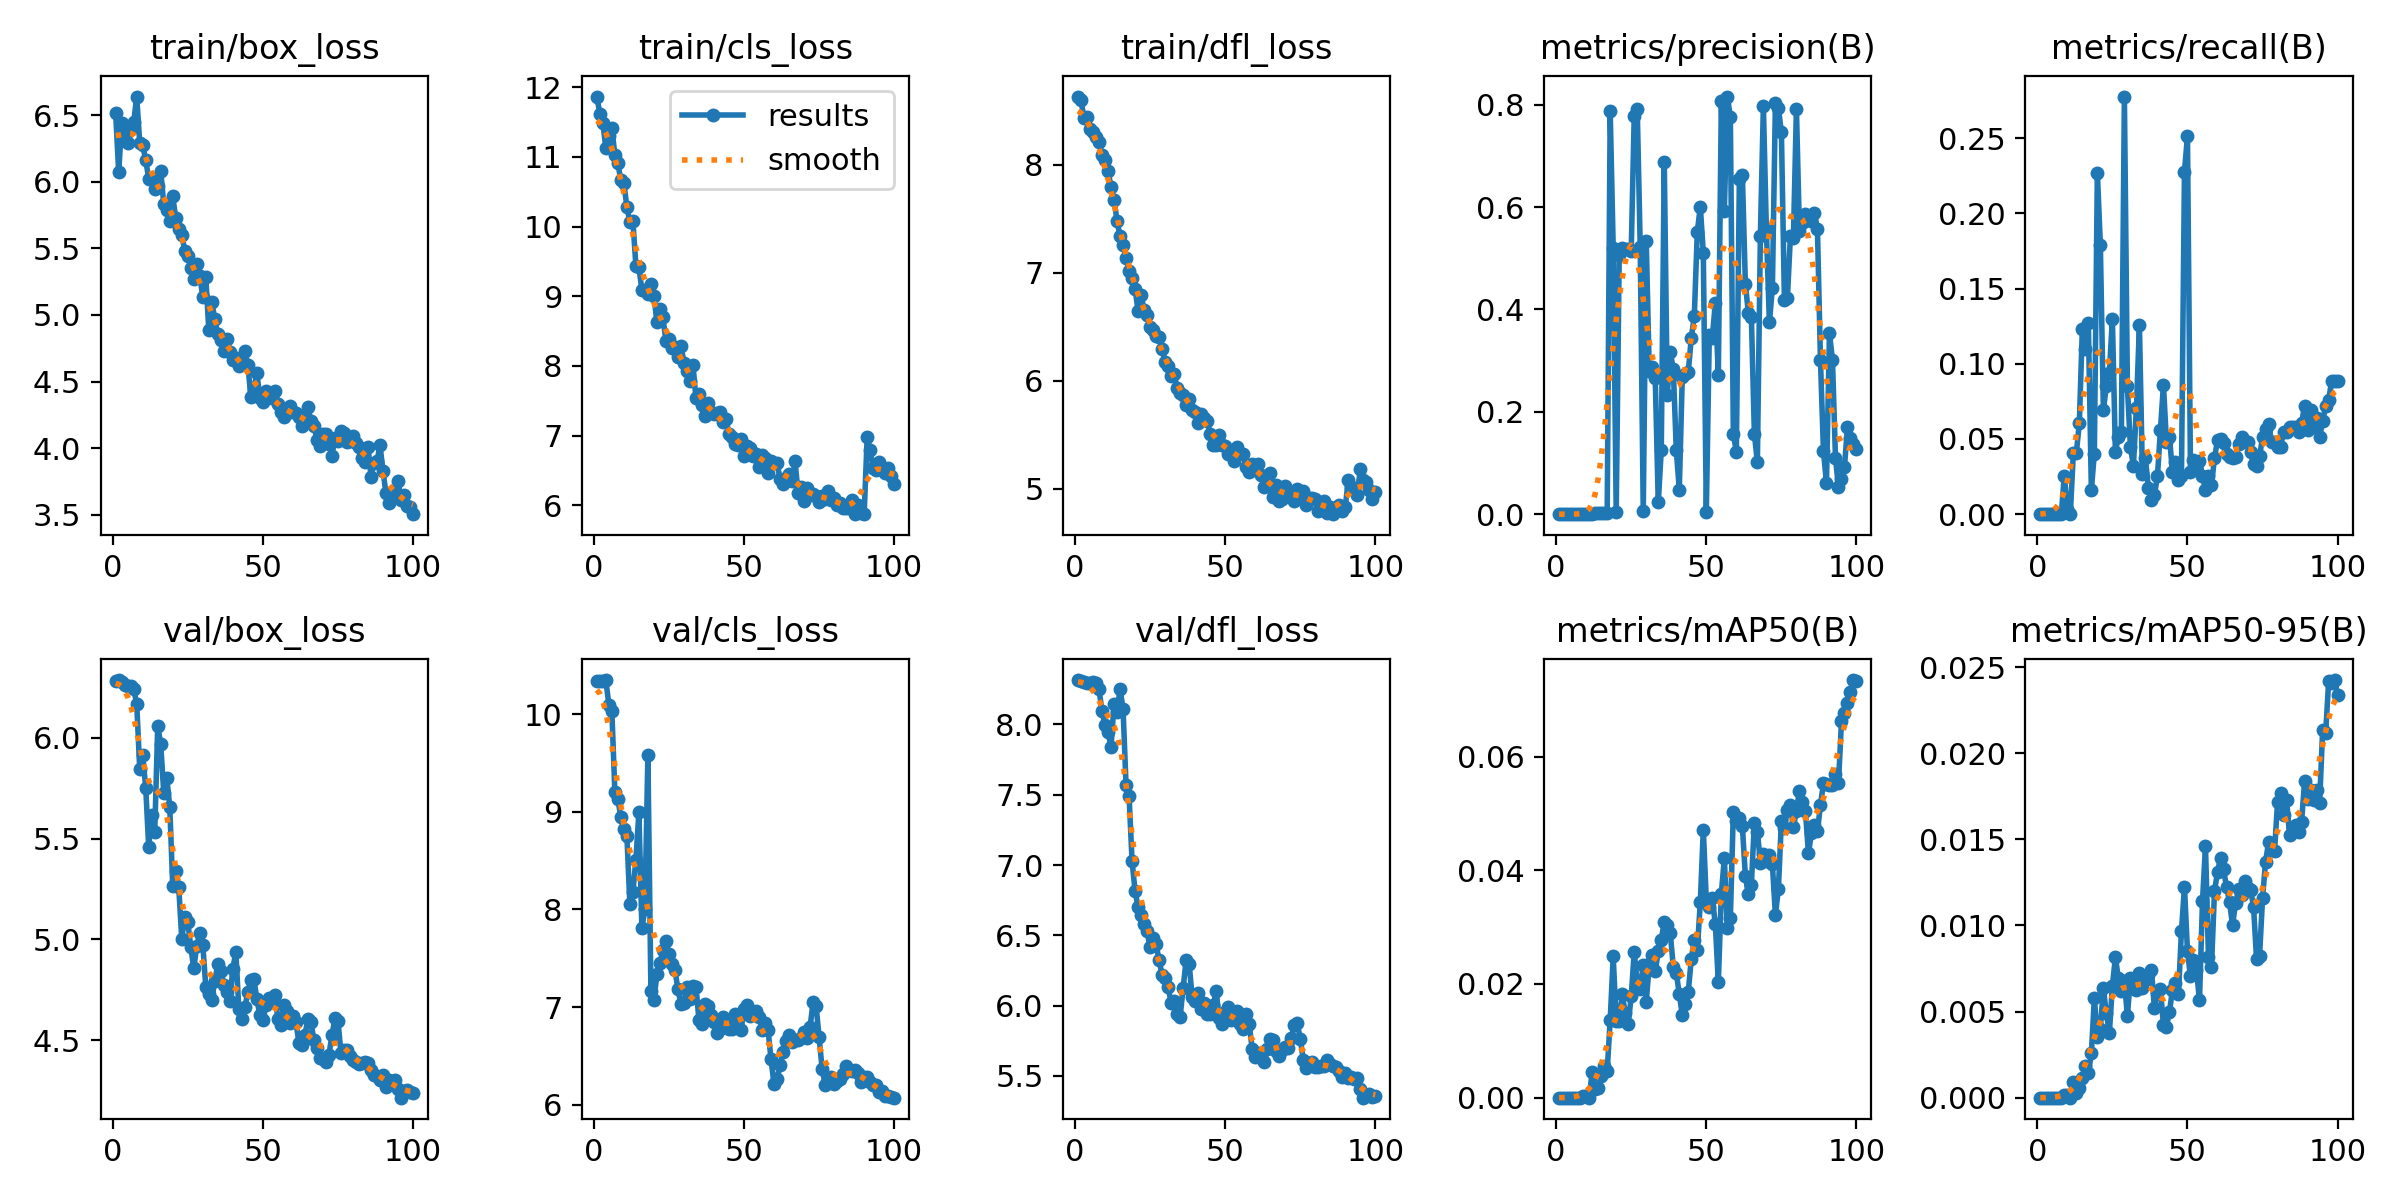 train/box_loss
train/cls_loss
train/dfl_loss
metrics/precision(B)
metrics/recall(B)
6.5
6.0
5.5
5.0
4.5
4.0
3.5
0 50 100
12
11
10
9
8
7
6
results
smooth
0 50 100
8
7
6
5
0 50 100
0.8
0.6
0.4
0.2
0.0
0 50 100
0.25
0.20
0.15
0.10
0.05
0.00
0 50 100
val/box_loss
val/cls_loss
val/dfl_loss
metrics/mAP50(B)
metrics/mAP50-95(B)
6.0
5.5
5.0
4.5
0 50 100
10
9
8
7
6
0 50 100
8.0
7.5
7.0
6.5
6.0
5.5
0 50 100
0.06
0.04
0.02
0.00
0 50 100
0.025
0.020
0.015
0.010
0.005
0.000
0 50 100